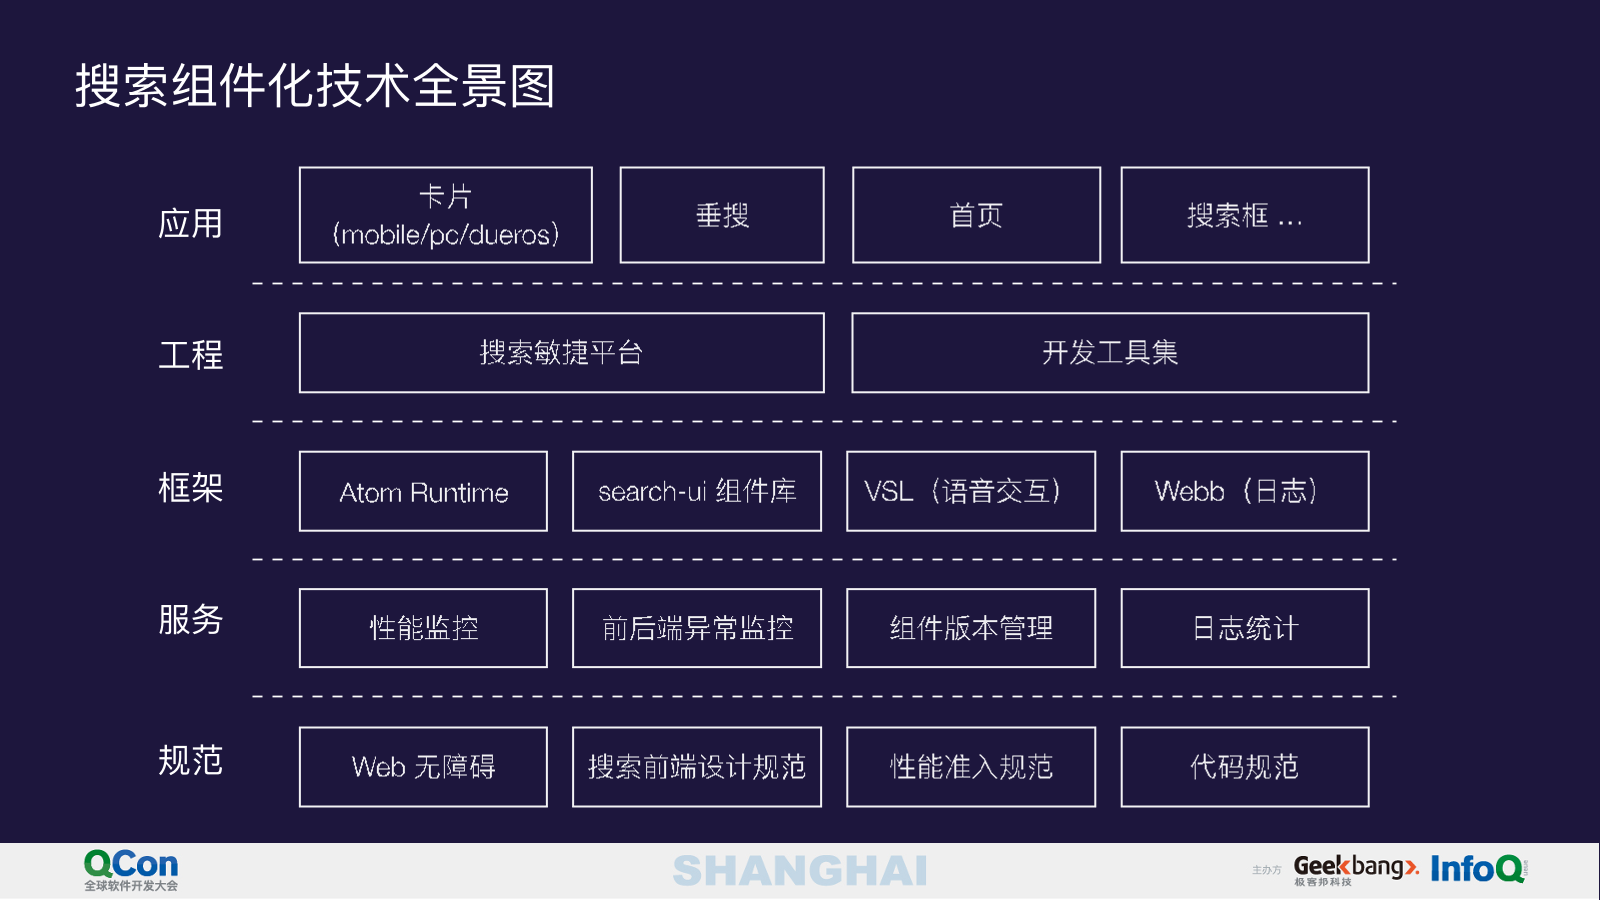 搜索组件化技术全景图
应用
卡片
(mobile/pc/dueros)
垂搜
首页
搜索框 ...
工程
搜索敏捷平台
开发工具集
框架
Atom Runtime
search-ui 组件库
VSL（语音交互）
Webb（日志）
服务
性能监控
前后端异常监控
组件版本管理
日志统计
规范
Web 无障碍
搜索前端设计规范
性能准入规范
代码规范
QCon
全球软件开发大会
SHANGHAI
主办方
Geekbang>.
极客邦科技
InfoQ